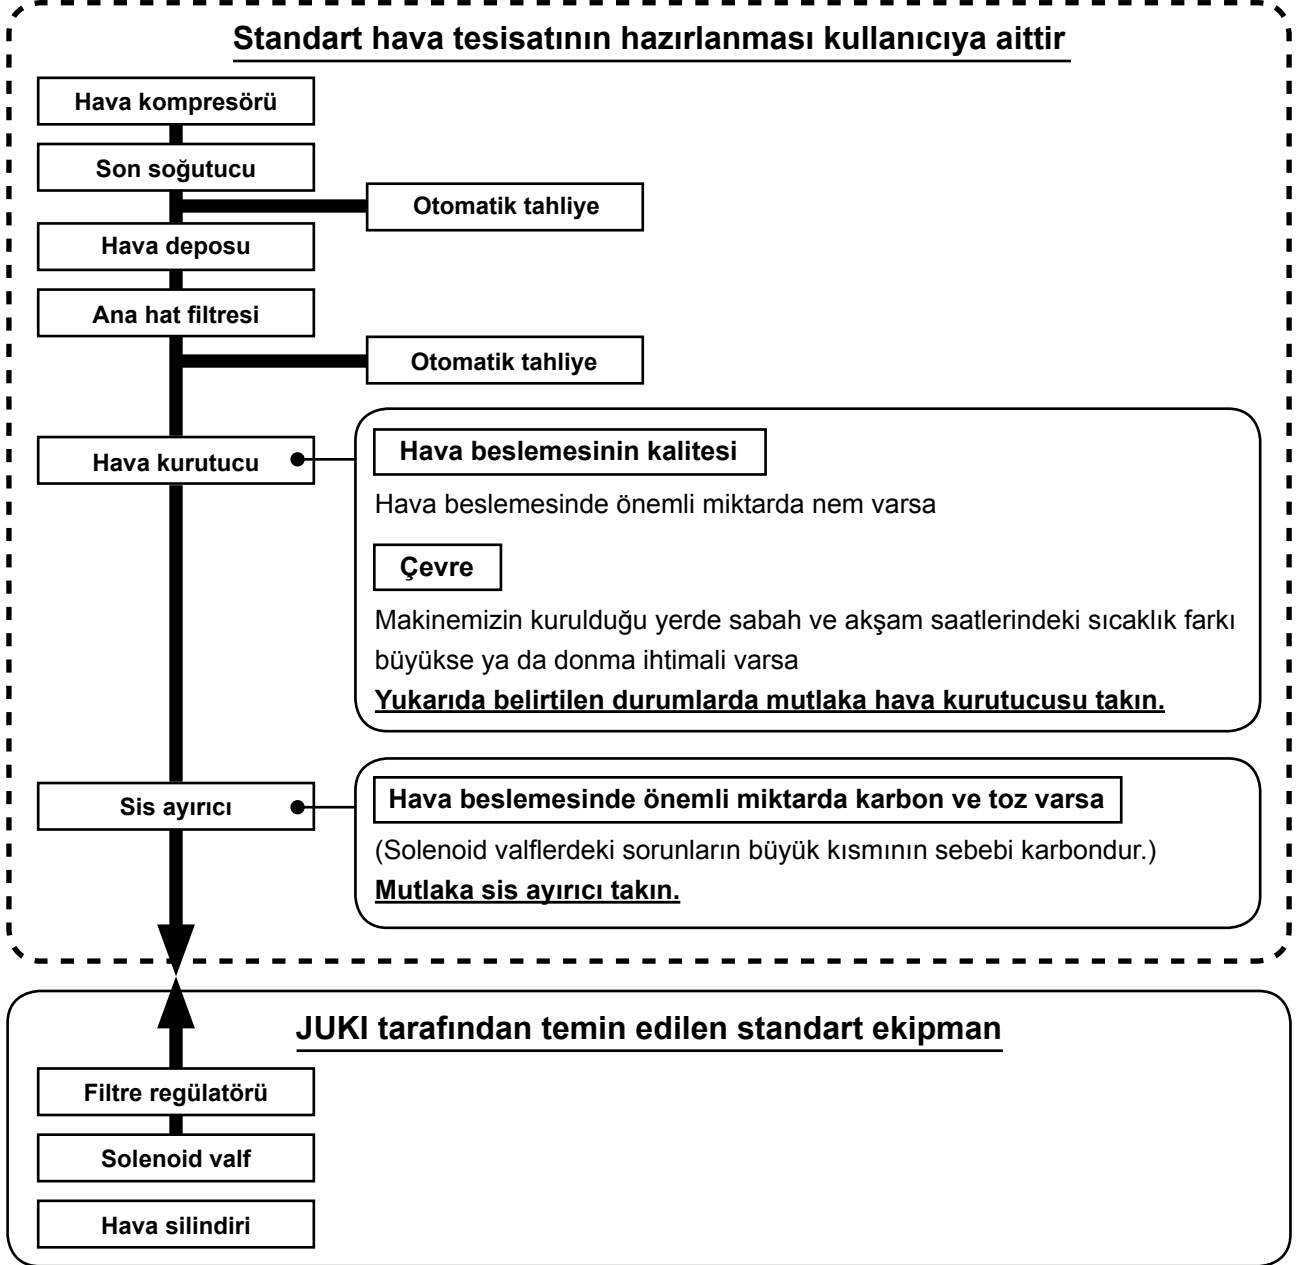 Standart hava tesisatının hazırlanması kullanıcıya aittir
Hava kompresörü
Son soğutucu
Otomatik tahliye
Hava deposu
Ana hat filtresi
Otomatik tahliye
Hava kurutucu
Hava beslemesinin kalitesi
Hava beslemesinde önemli miktarda nem varsa
Çevre
Makinemizin kurulduğu yerde sabah ve akşam saatlerindeki sıcaklık farkı
büyükse ya da donma ihtimali varsa
Yukarıda belirtilen durumlarda mutlaka hava kurutucusu takın.
Sis ayırıcı
Hava beslemesinde önemli miktarda karbon ve toz varsa
(Solenoid valflerdeki sorunların büyük kısmının sebebi karbondur.)
Mutlaka sis ayırıcı takın.
JUKI tarafından temin edilen standart ekipman
Filtre regülatörü
Solenoid valf
Hava silindiri